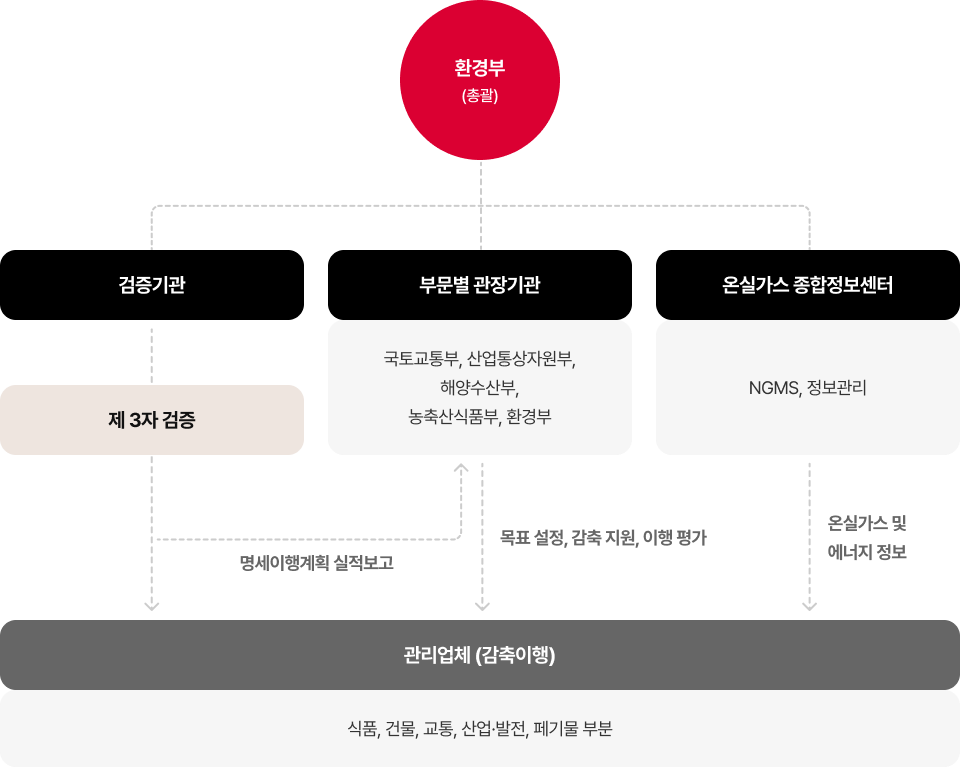 환경부
(총괄)
검증기관
부문별 관장기관
온실가스 종합정보센터
국토교통부, 산업통상자원부,
해양수산부,
농축산식품부, 환경부
NGMS, 정보관리
제 3자 검증
목표 설정, 감축 지원, 이행 평가
온실가스 및
에너지 정보
명세이행계획 실적보고
관리업체 (감축이행)
식품, 건물, 교통, 산업·발전, 페기물 부분